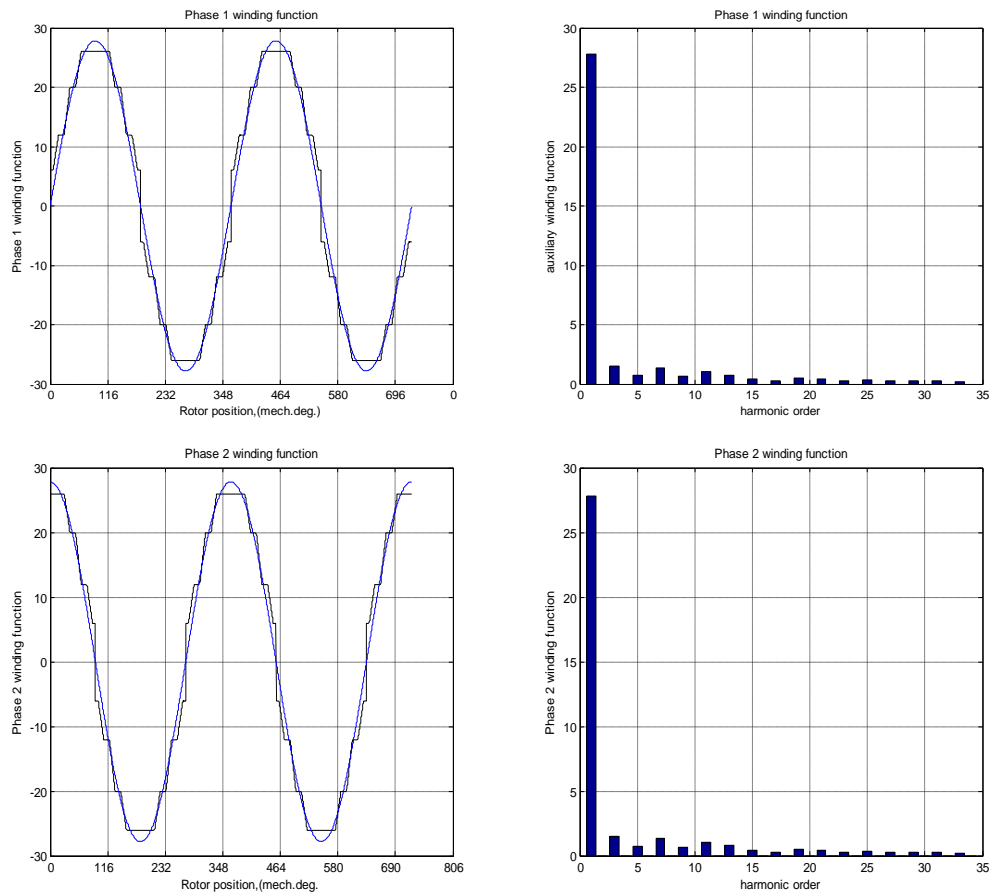 Phase 1 winding function
30
20
10
0
-10
-20
-30
Phase 1 winding function
0 116 232 348 464 580 696 0
Rotor position,(mech.deg.)
Phase 1 winding function
30
25
20
15
10
5
0
auxiliary winding function
0 5 10 15 20 25 30 35
harmonic order
Phase 2 winding function
30
20
10
0
-10
-20
-30
Phase 2 winding function
0 116 232 348 464 580 690 806
Rotor position,(mech.deg.
Phase 2 winding function
30
25
20
15
10
5
0
Phase 2 winding function
0 5 10 15 20 25 30 35
harmonic order